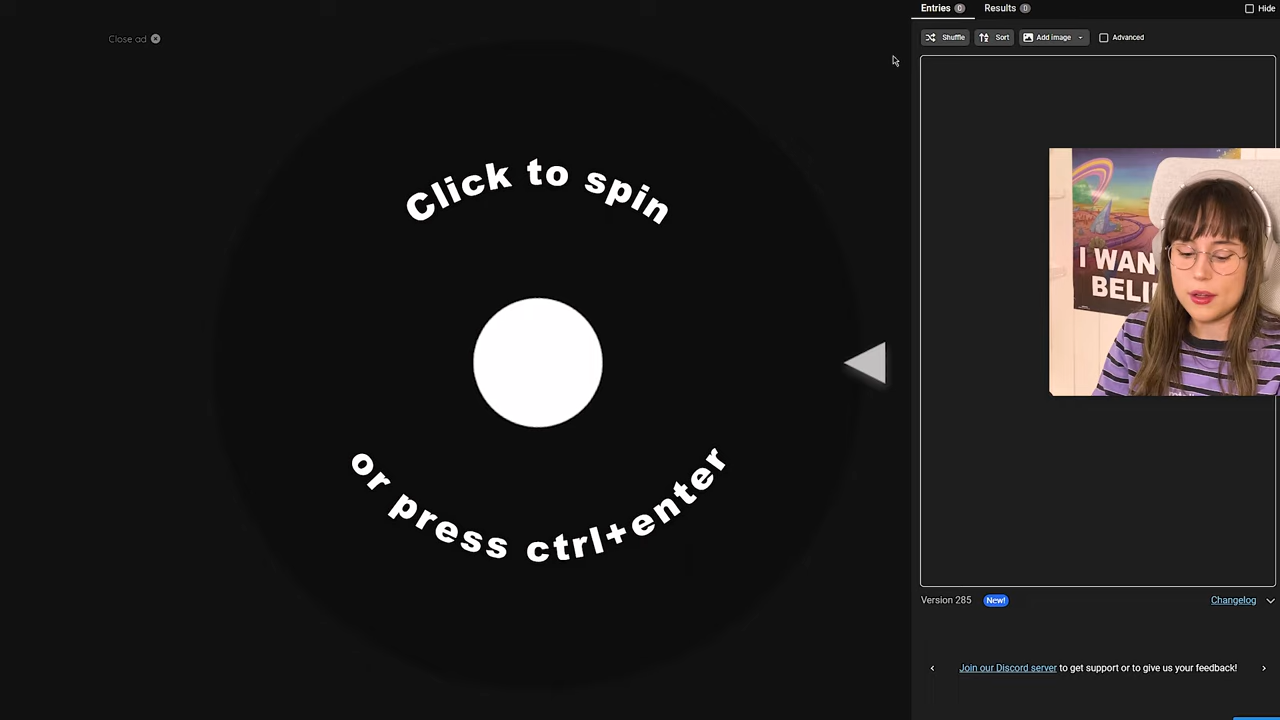 Entries 0 Results 0 Hide
Close ad
Shuffle Sort Add image Advanced
Click to spin
or press ctrl+enter
I WAN
BELI
Version 285 New! Changelog
Join our Discord server to get support or to give us your feedback!